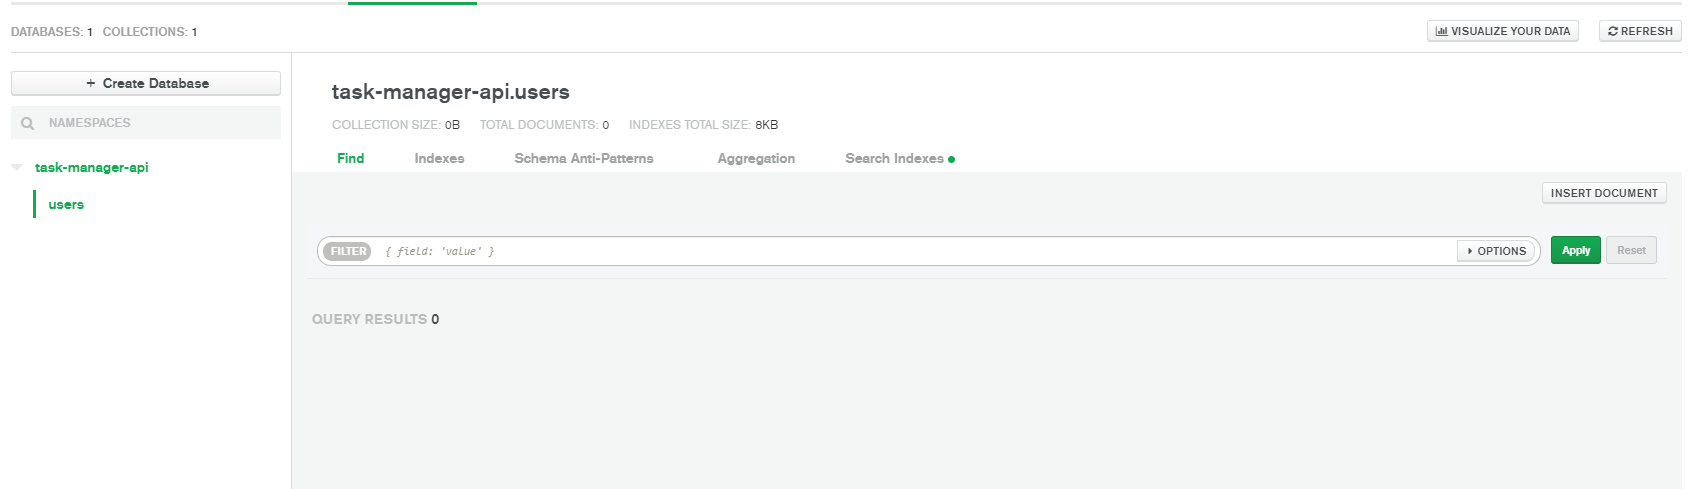 DATABASES: 1 COLLECTIONS: 1
VISUALIZE YOUR DATA
REFRESH
+ Create Database
NAMESPACES
task-manager-api
users
task-manager-api.users
COLLECTION SIZE: 0B TOTAL DOCUMENTS: 0 INDEXES TOTAL SIZE: 8KB
Find Indexes Schema Anti-Patterns Aggregation Search Indexes
INSERT DOCUMENT
FILTER { field: 'value' } OPTIONS Apply Reset
QUERY RESULTS 0